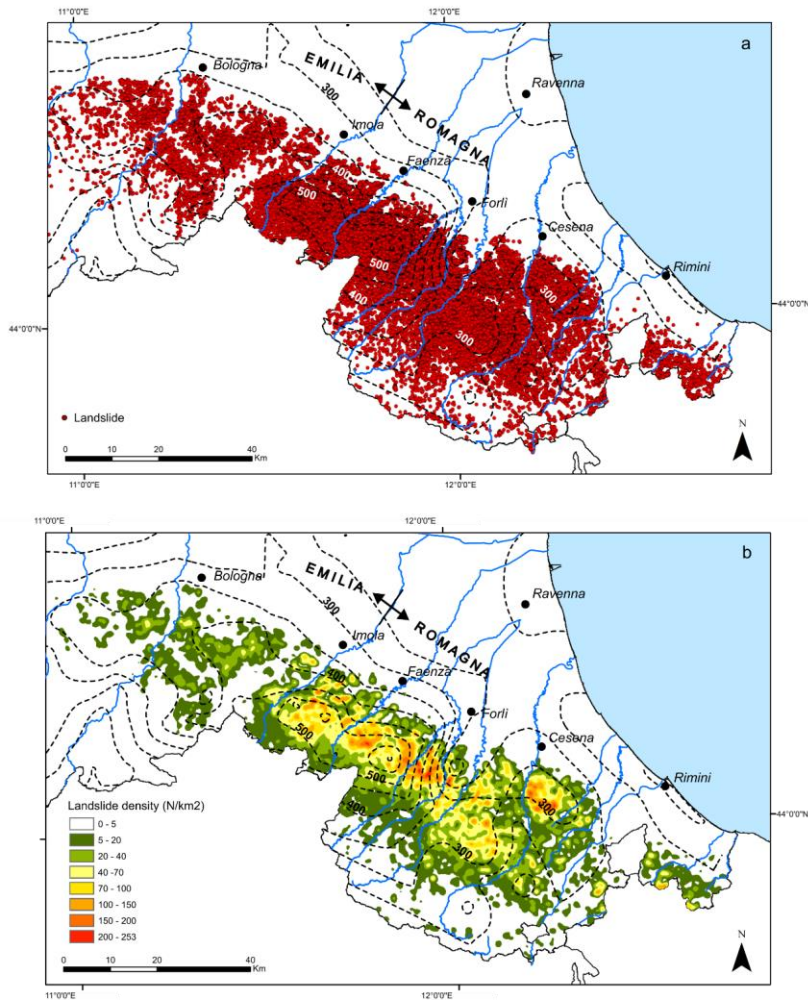 11°0'0"E
12°0'0"E
a
Bologna
EMILIA
ROMAGNA
300
Ravenna
Imola
Faenza
400
Forlì
500
Cesena
500
300
Rimini
400
44°0'0"N
44°0'0"N
300
Landslide
N
0 10 20 40
Km
11°0'0"E
12°0'0"E
11°0'0"E
12°0'0"E
b
Bologna
EMILIA
ROMAGNA
300
Ravenna
Imola
Faenza
400
Forlì
500
Cesena
500
Rimini
300
400
Landslide density (N/km2)
44°0'0"N
0 - 5
300
5 - 20
20 - 40
40 -70
70 - 100
100 - 150
150 - 200
200 - 253
N
0 10 20 40
Km
11°0'0"E
12°0'0"E